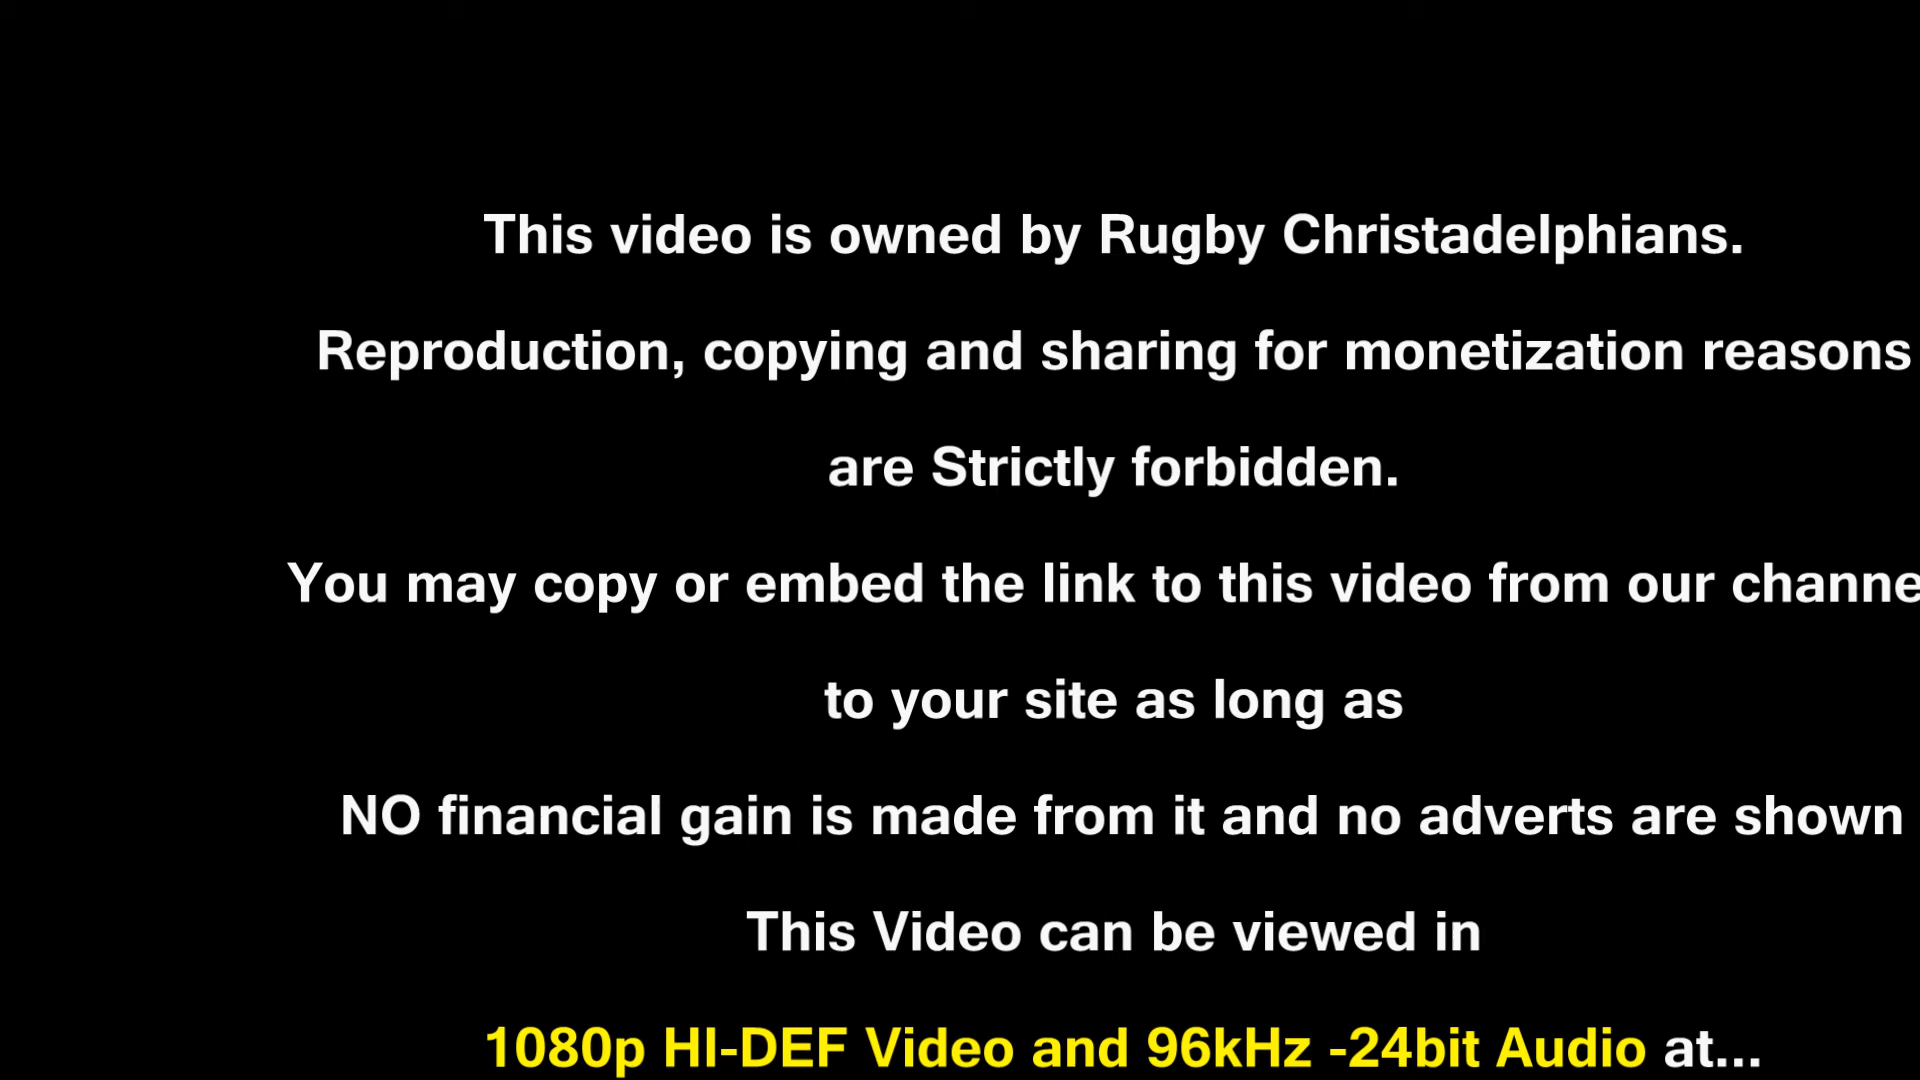 This video is owned by Rugby Christadelphians.
Reproduction, copying and sharing for monetization reasons
are Strictly forbidden.
You may copy or embed the link to this video from our channe
to your site as long as
NO financial gain is made from it and no adverts are shown
This Video can be viewed in
1080p HI-DEF Video and 96kHz -24bit Audio at...